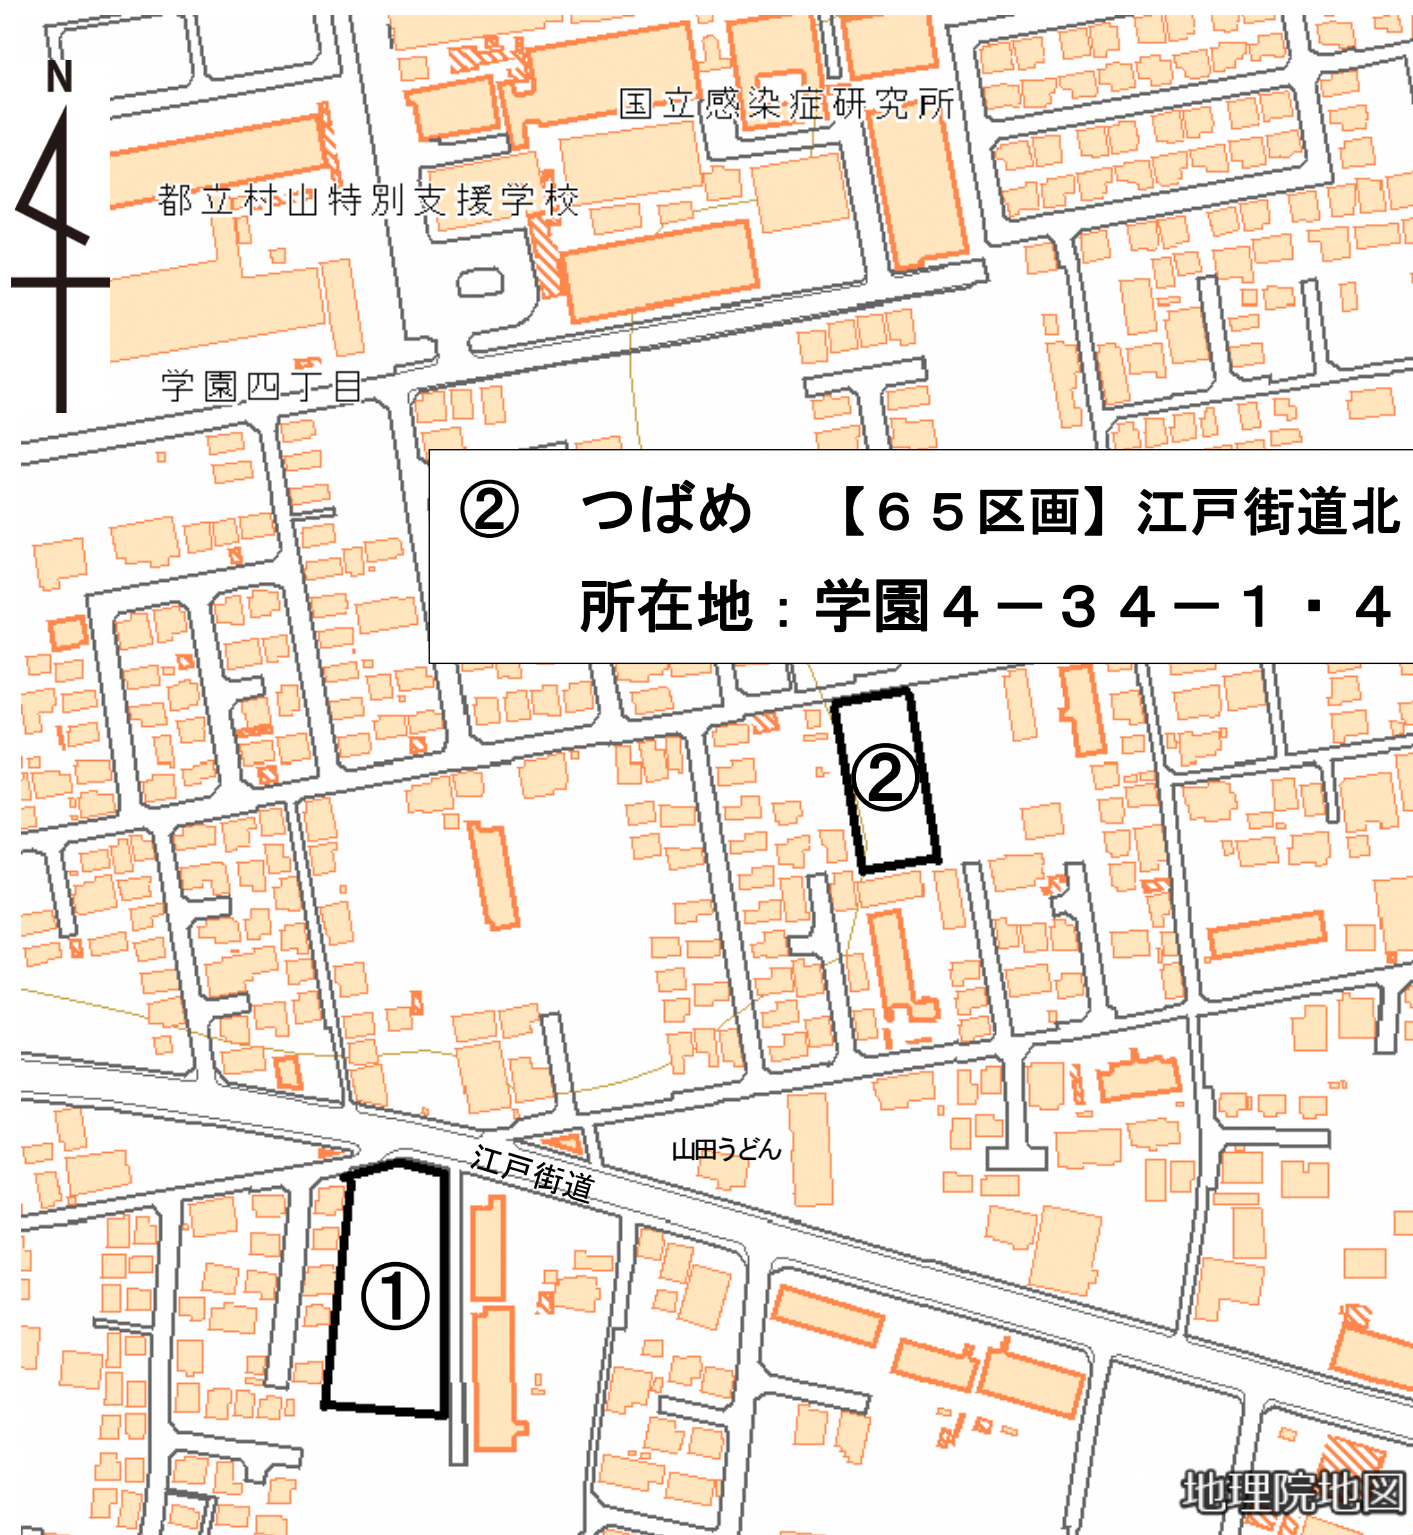 N
国立感染症研究所
都立村山特別支援学校
学園四丁目
② つばめ 【６５区画】江戸街道北
所在地：学園４－３４－１・４
②
山田うどん
江戸街道
①
地理院地図